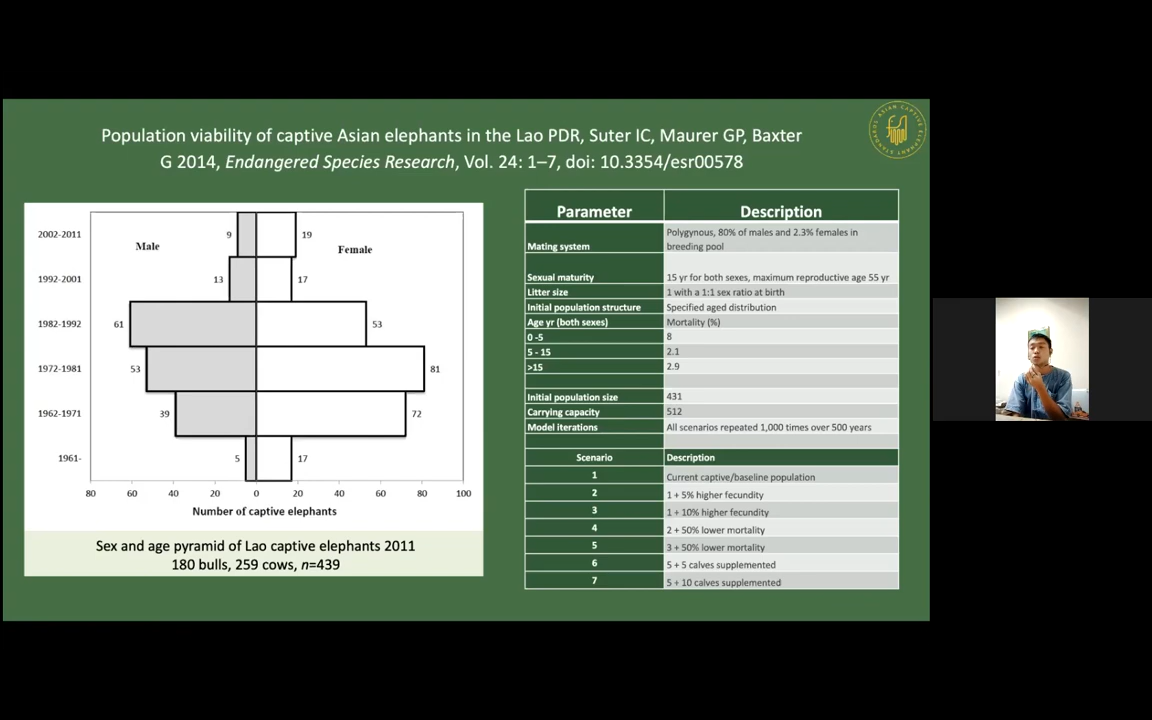 Population viability of captive Asian elephants in the Lao PDR, Suter IC, Maurer GP, Baxter
G 2014, Endangered Species Research, Vol. 24: 1–7, doi: 10.3354/esr00578
ASIAN CAPTIVE ELEPHANT STANDARDS
Male
Female
2002-2011 9 19
1992-2001 13 17
1982-1992 61 53
1972-1981 53 81
1962-1971 39 72
1961- 5 17
80 60 40 20 0 20 40 60 80 100
Number of captive elephants
Sex and age pyramid of Lao captive elephants 2011
180 bulls, 259 cows, n=439
Parameter Description
Mating system Polygynous, 80% of males and 2.3% females in
breeding pool
Sexual maturity 15 yr for both sexes, maximum reproductive age 55 yr
Litter size 1 with a 1:1 sex ratio at birth
Initial population structure Specified aged distribution
Age yr (both sexes) Mortality (%)
0 -5 8
5 - 15 2.1
>15 2.9
Initial population size 431
Carrying capacity 512
Model iterations All scenarios repeated 1,000 times over 500 years
Scenario Description
1 Current captive/baseline population
2 1 + 5% higher fecundity
3 1 + 10% higher fecundity
4 2 + 50% lower mortality
5 3 + 50% lower mortality
6 5 + 5 calves supplemented
7 5 + 10 calves supplemented